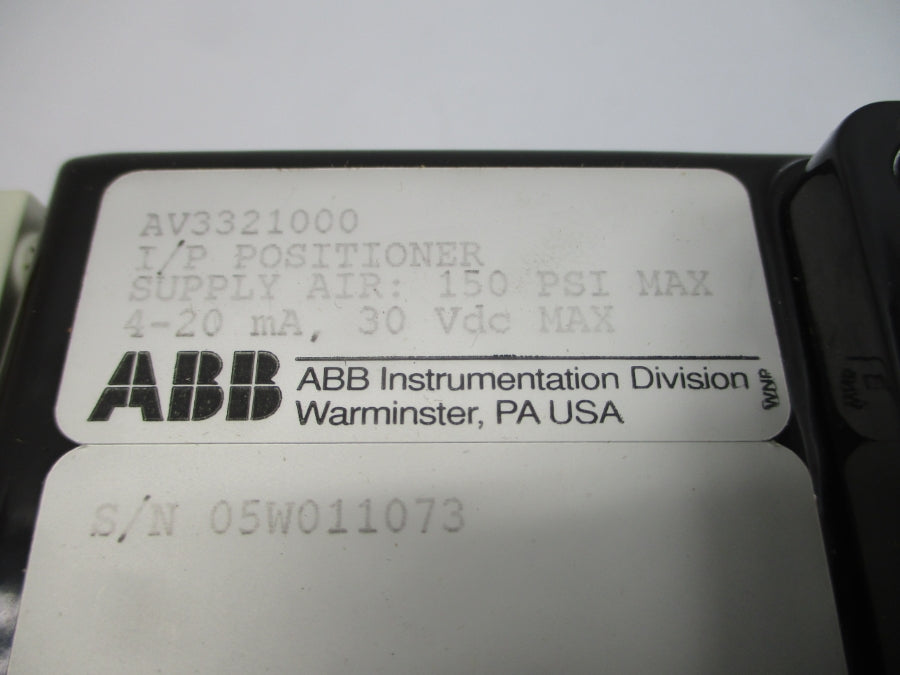 AV3321000
I/P POSITIONER
SUPPLY AIR: 150 PSI MAX
4-20 mA, 30 Vdc MAX
ABB
ABB Instrumentation Division
Warminster, PA USA
WNP
S/N 05W011073